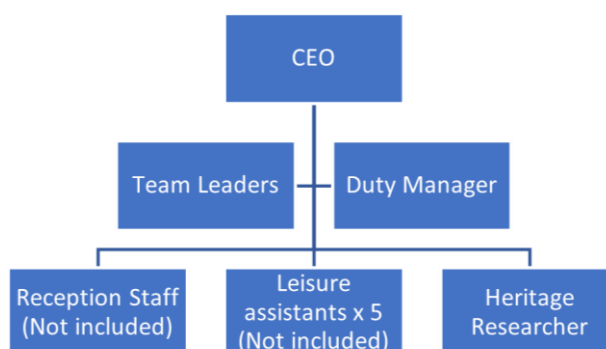 CEO
Team Leaders
Duty Manager
Reception Staff
(Not included)
Leisure
assistants x 5
(Not included)
Heritage
Researcher